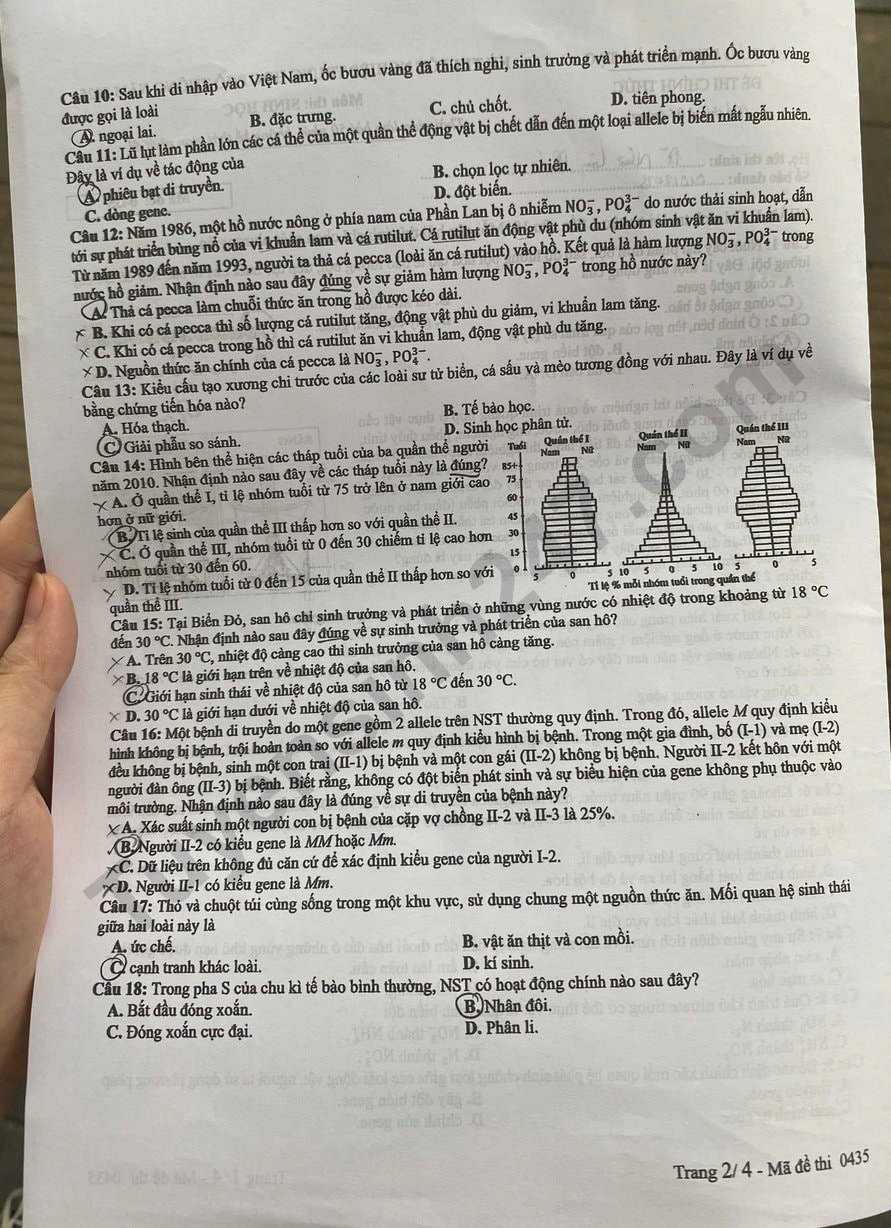 Câu 10: Sau khi di nhập vào Việt Nam, ốc bươu vàng đã thích nghi, sinh trưởng và phát triển mạnh. Ốc bươu vàng
được gọi là loài
A. ngoại lai. B. đặc trưng. C. chủ chốt. D. tiên phong.
Câu 11: Lũ lụt làm phần lớn các cá thể của một quần thể động vật bị chết dẫn đến một loại allele bị biến mất ngẫu nhiên.
Đây là ví dụ về tác động của
A. phiêu bạt di truyền. B. chọn lọc tự nhiên.
C. dòng gene. D. đột biến.
Câu 12: Năm 1986, một hồ nước nông ở phía nam của Phần Lan bị ô nhiễm NO₃⁻, PO₄³⁻ do nước thải sinh hoạt, dẫn
tới sự phát triển bùng nổ của vi khuẩn lam và cá rutilut. Cá rutilut ăn động vật phù du (nhóm sinh vật ăn vi khuẩn lam).
Từ năm 1989 đến năm 1993, người ta thả cá pecca (loài ăn cá rutilut) vào hồ. Kết quả là hàm lượng NO₃⁻, PO₄³⁻ trong
nước hồ giảm. Nhận định nào sau đây đúng về sự giảm hàm lượng NO₃⁻, PO₄³⁻ trong hồ nước này?
A. Thả cá pecca làm chuỗi thức ăn trong hồ được kéo dài.
B. Khi có cá pecca thì số lượng cá rutilut tăng, động vật phù du giảm, vi khuẩn lam tăng.
C. Khi có cá pecca trong hồ thì cá rutilut ăn vi khuẩn lam, động vật phù du tăng.
D. Nguồn thức ăn chính của cá pecca là NO₃⁻, PO₄³⁻.
Câu 13: Kiểu cấu tạo xương chi trước của các loài sư tử biển, cá sấu và mèo tương đồng với nhau. Đây là ví dụ về
bằng chứng tiến hóa nào?
A. Hóa thạch. B. Tế bào học.
C. Giải phẫu so sánh. D. Sinh học phân tử.
Câu 14: Hình bên thể hiện các tháp tuổi của ba quần thể người
năm 2010. Nhận định nào sau đây về các tháp tuổi này là đúng?
A. Ở quần thể I, tỉ lệ nhóm tuổi từ 75 trở lên ở nam giới cao
hơn ở nữ giới.
B. Tỉ lệ sinh của quần thể III thấp hơn so với quần thể II.
C. Ở quần thể III, nhóm tuổi từ 0 đến 30 chiếm tỉ lệ cao hơn
nhóm tuổi từ 30 đến 60.
D. Tỉ lệ nhóm tuổi từ 0 đến 15 của quần thể II thấp hơn so với
quần thể III.
Tuổi Quần thể I Quần thể II Quần thể III
Nam Nữ Nam Nữ Nam Nữ
85+
75
60
45
30
15
0
5 0 5 10 5 0 5 10 5 0 5
Tỉ lệ % mỗi nhóm tuổi trong quần thể
Câu 15: Tại Biển Đỏ, san hô chỉ sinh trưởng và phát triển ở những vùng nước có nhiệt độ trong khoảng từ 18 °C
đến 30 °C. Nhận định nào sau đây đúng về sự sinh trưởng và phát triển của san hô?
A. Trên 30 °C, nhiệt độ càng cao thì sinh trưởng của san hô càng tăng.
B. 18 °C là giới hạn trên về nhiệt độ của san hô.
C. Giới hạn sinh thái về nhiệt độ của san hô từ 18 °C đến 30 °C.
D. 30 °C là giới hạn dưới về nhiệt độ của san hô.
Câu 16: Một bệnh di truyền do một gene gồm 2 allele trên NST thường quy định. Trong đó, allele M quy định kiểu
hình không bị bệnh, trội hoàn toàn so với allele m quy định kiểu hình bị bệnh. Trong một gia đình, bố (I-1) và mẹ (I-2)
đều không bị bệnh, sinh một con trai (II-1) bị bệnh và một con gái (II-2) không bị bệnh. Người II-2 kết hôn với một
người đàn ông (II-3) bị bệnh. Biết rằng, không có đột biến phát sinh và sự biểu hiện của gene không phụ thuộc vào
môi trường. Nhận định nào sau đây là đúng về sự di truyền của bệnh này?
A. Xác suất sinh một người con bị bệnh của cặp vợ chồng II-2 và II-3 là 25%.
B. Người II-2 có kiểu gene là MM hoặc Mm.
C. Dữ liệu trên không đủ căn cứ để xác định kiểu gene của người I-2.
D. Người II-1 có kiểu gene là Mm.
Câu 17: Thỏ và chuột túi cùng sống trong một khu vực, sử dụng chung một nguồn thức ăn. Mối quan hệ sinh thái
giữa hai loài này là
A. ức chế. B. vật ăn thịt và con mồi.
C. cạnh tranh khác loài. D. kí sinh.
Câu 18: Trong pha S của chu kì tế bào bình thường, NST có hoạt động chính nào sau đây?
A. Bắt đầu đóng xoắn. B. Nhân đôi.
C. Đóng xoắn cực đại. D. Phân li.
Trang 2/ 4 - Mã đề thi 0435